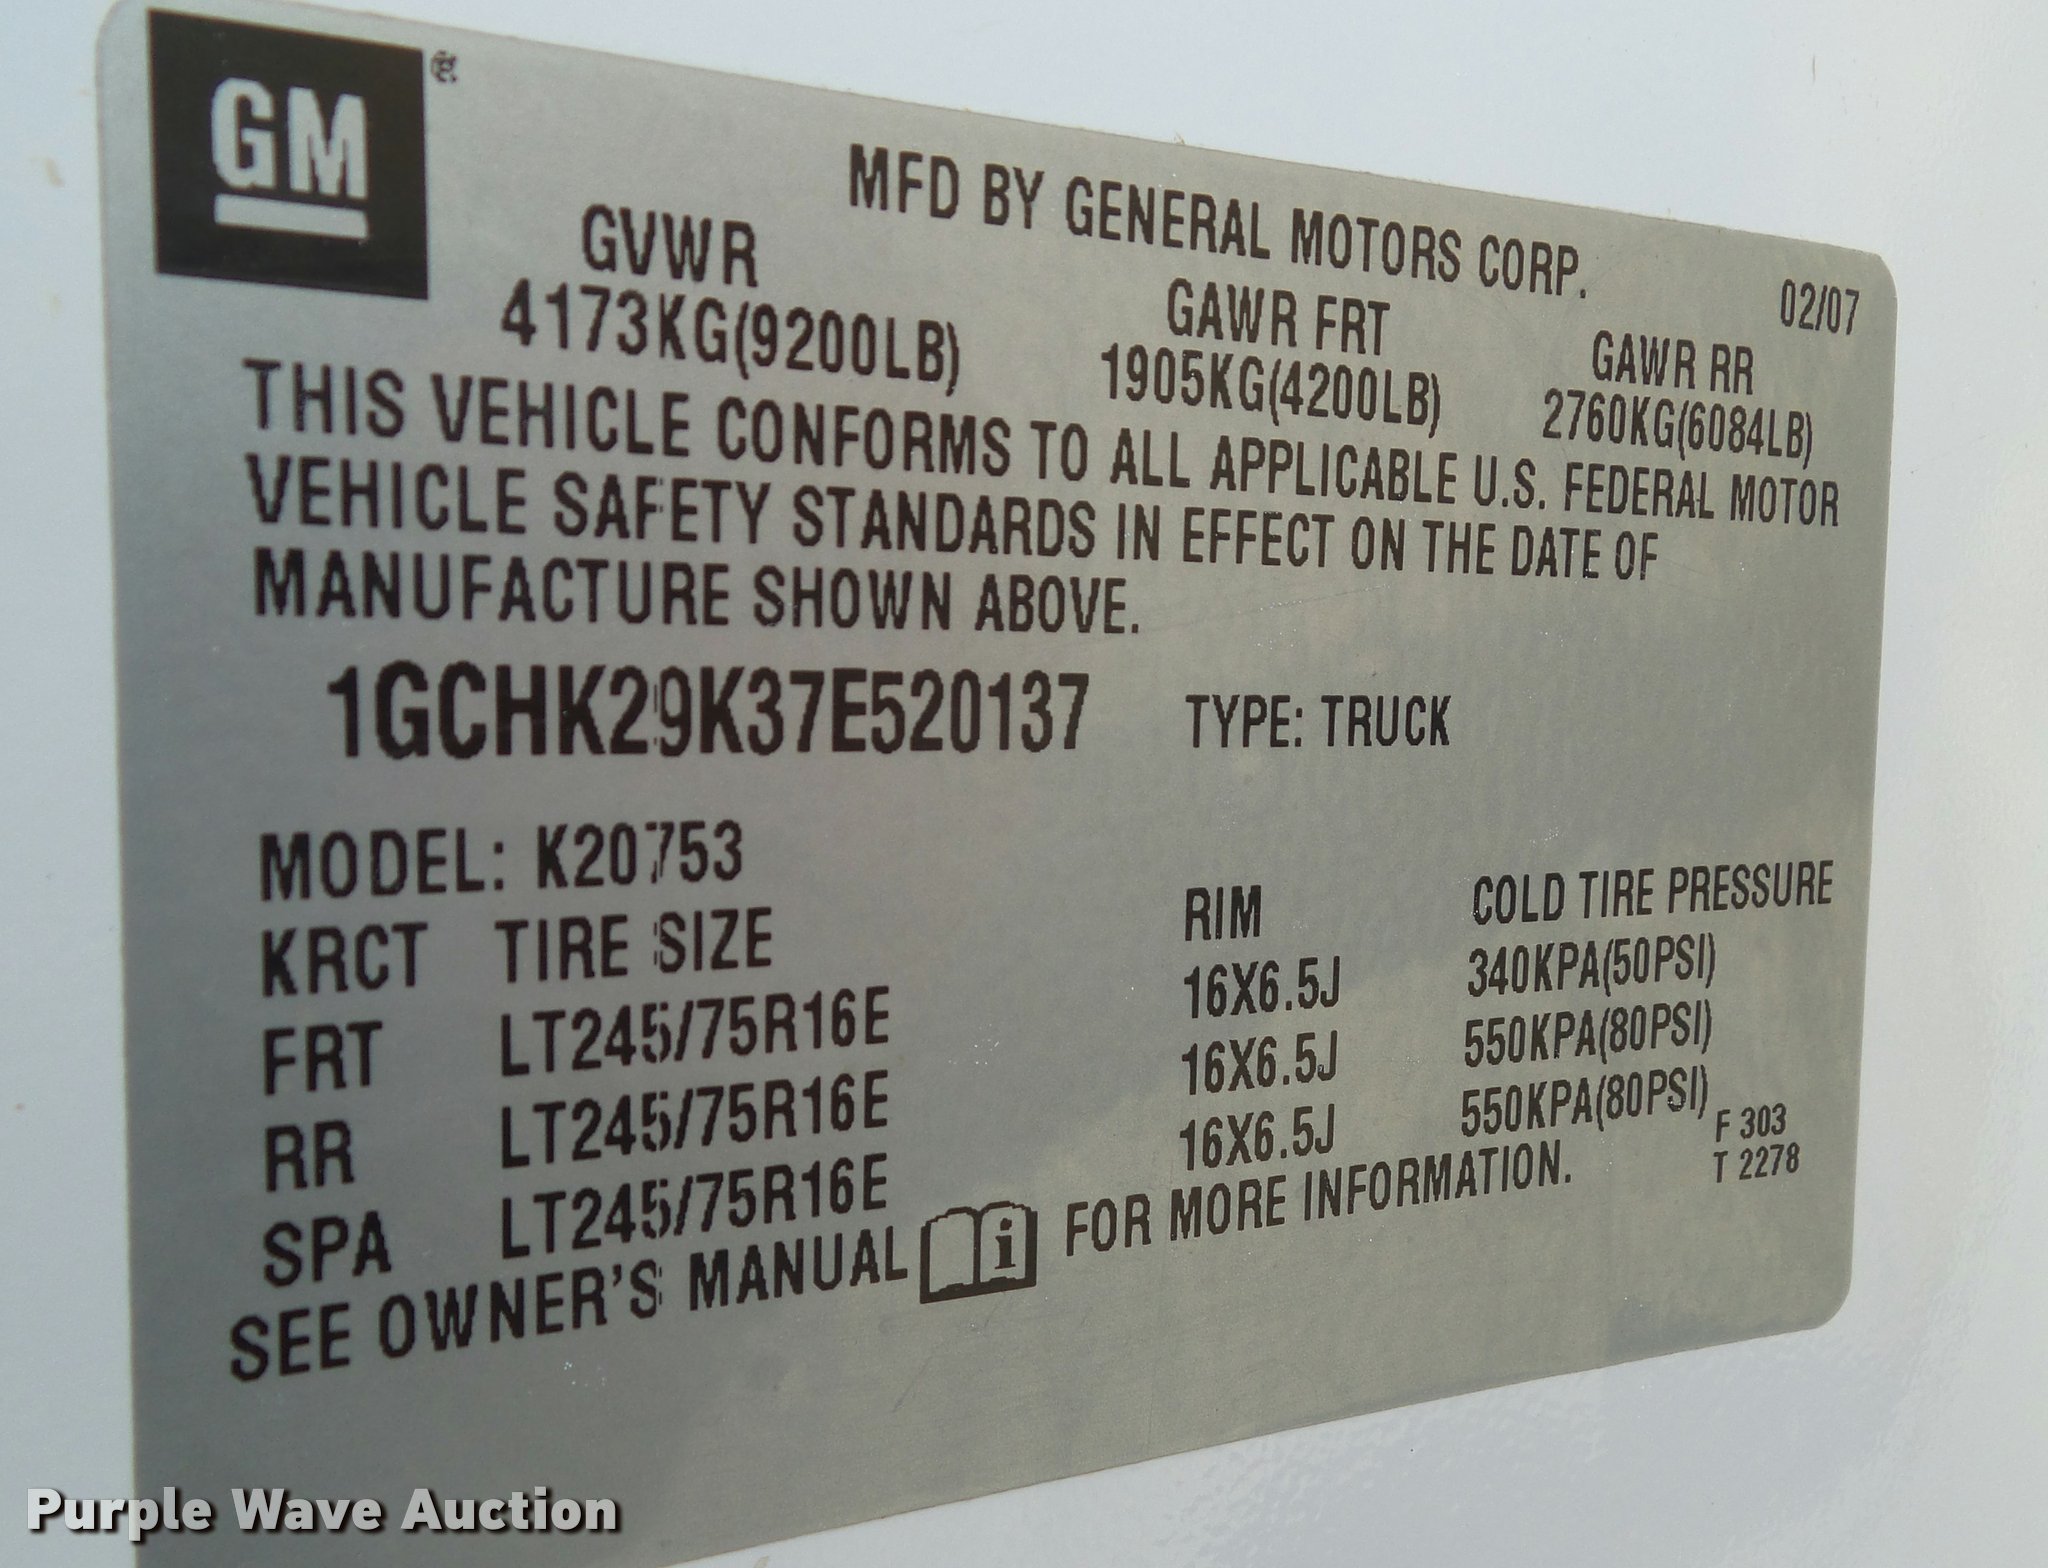 GM®
MFD BY GENERAL MOTORS CORP.
02/07
GVWR
GAWR FRT
GAWR RR
4173KG(9200LB)
1905KG(4200LB)
2760KG(6084LB)
THIS VEHICLE CONFORMS TO ALL APPLICABLE U.S. FEDERAL MOTOR
VEHICLE SAFETY STANDARDS IN EFFECT ON THE DATE OF
MANUFACTURE SHOWN ABOVE.
1GCHK29K37E520137 TYPE: TRUCK
MODEL: K20753
KRCT TIRE SIZE RIM COLD TIRE PRESSURE
FRT LT245/75R16E 16X6.5J 340KPA(50PSI)
RR LT245/75R16E 16X6.5J 550KPA(80PSI)
SPA LT245/75R16E 16X6.5J 550KPA(80PSI)
SEE OWNER'S MANUAL i FOR MORE INFORMATION.
F 303
T 2278
Purple Wave Auction